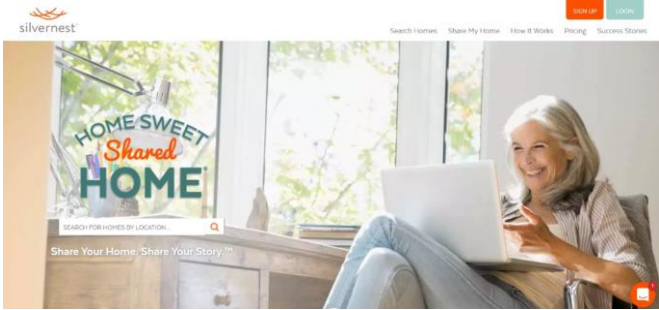 SIGN UP
LOGIN
silvernest
Search Homes
Share My Home
How It Works
Pricing
Success Stories
HOME SWEET
Shared
HOME
SEARCH FOR HOMES BY LOCATION...
Share Your Home. Share Your Story.™
1